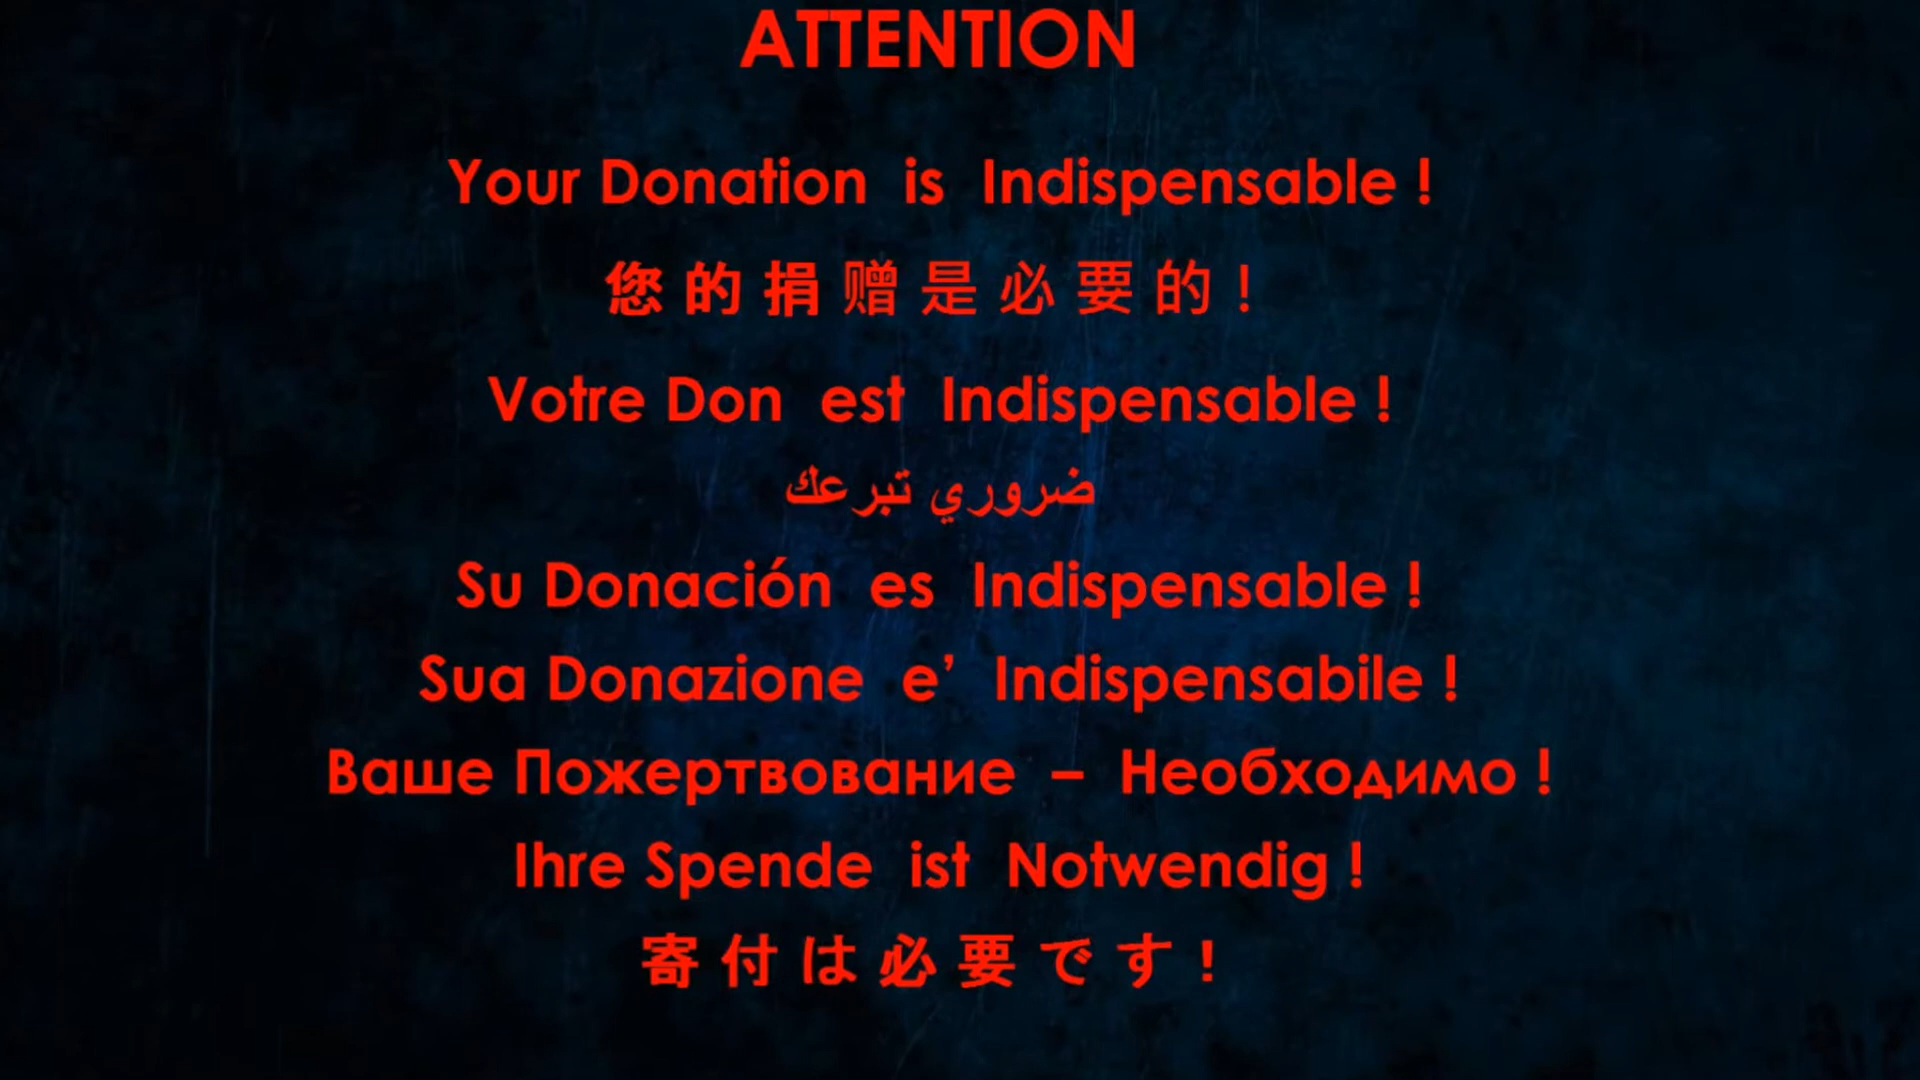 ATTENTION
Your Donation is Indispensable !
您的捐赠是必要的!
Votre Don est Indispensable !
ضروري تبرعك
Su Donación es Indispensable !
Sua Donazione e’ Indispensabile !
Ваше Пожертвование – Необходимо !
Ihre Spende ist Notwendig !
寄付は必要です!